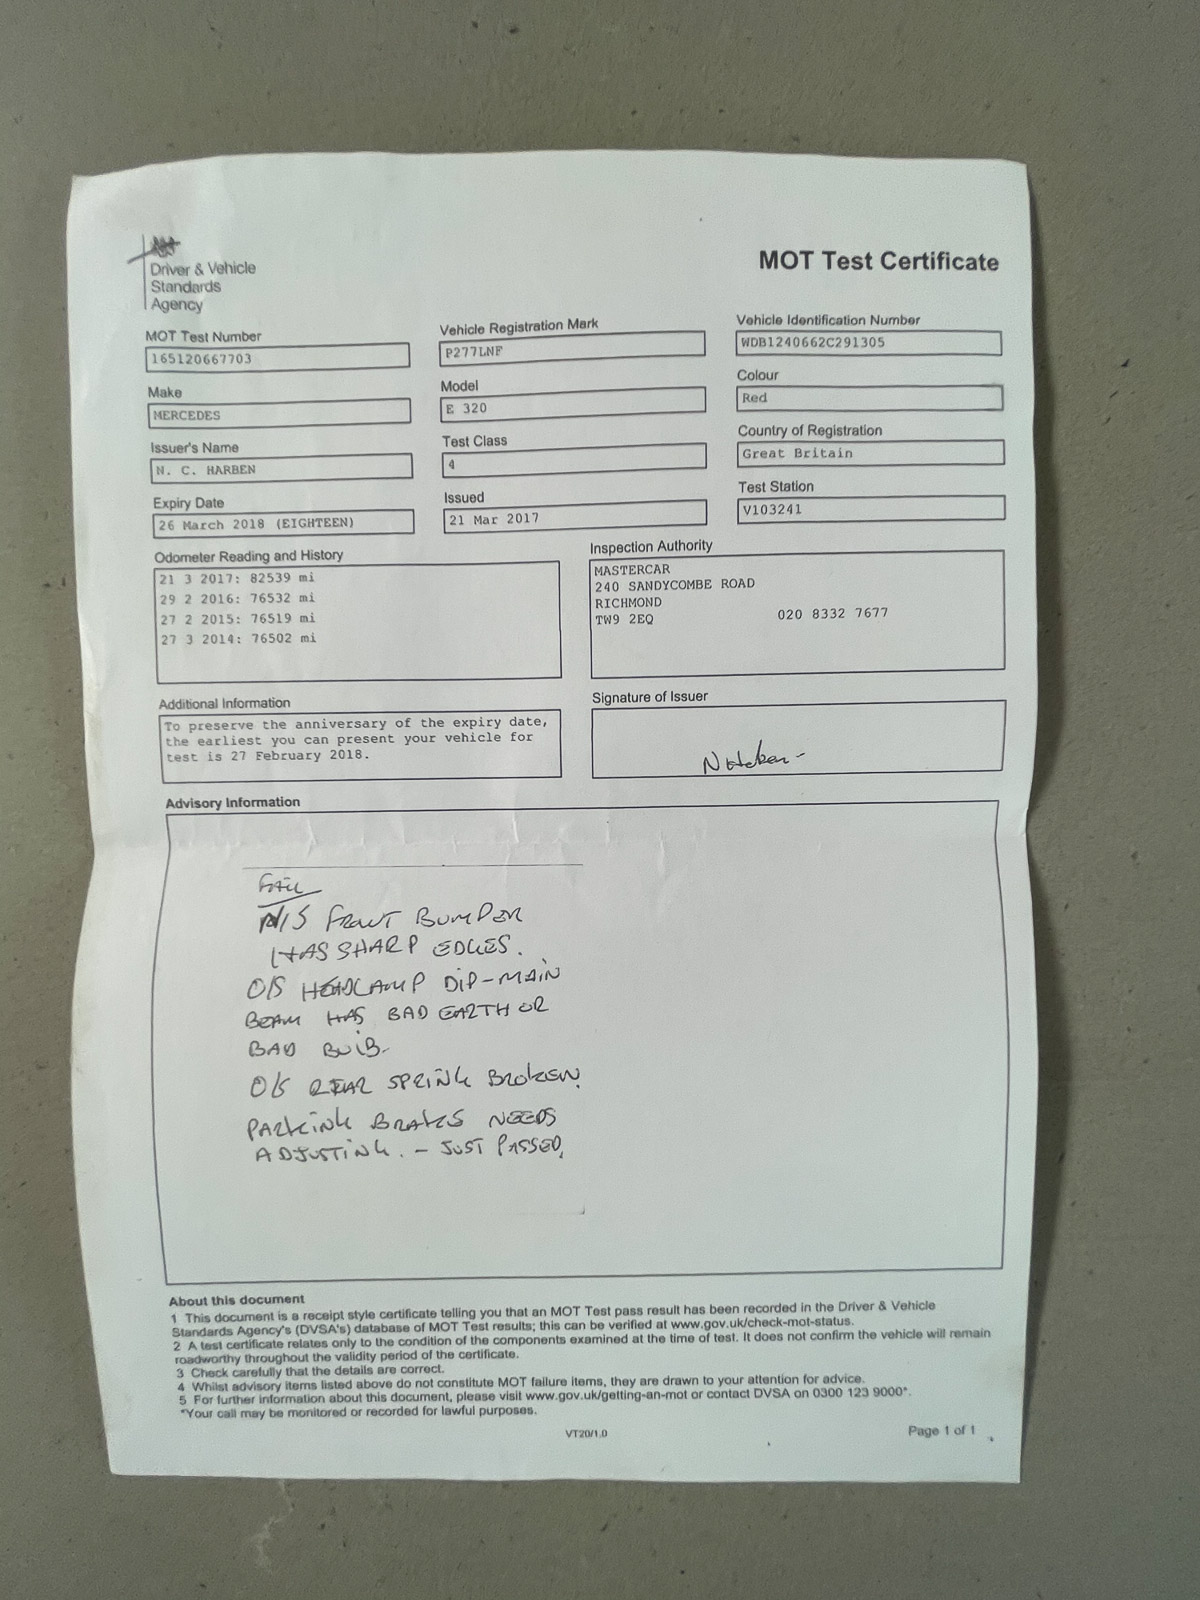 Driver & Vehicle
Standards
Agency
MOT Test Certificate
MOT Test Number
165120667703
Vehicle Registration Mark
P277LNF
Vehicle Identification Number
WDB1240662C291305
Make
MERCEDES
Model
E 320
Colour
Red
Issuer's Name
N. C. HARBEN
Test Class
4
Country of Registration
Great Britain
Expiry Date
26 March 2018 (EIGHTEEN)
Issued
21 Mar 2017
Test Station
V103241
Odometer Reading and History
21 3 2017: 82539 mi
29 2 2016: 76532 mi
27 2 2015: 76519 mi
27 3 2014: 76502 mi
Inspection Authority
MASTERCAR
240 SANDYCOMBE ROAD
RICHMOND
TW9 2EQ 020 8332 7677
Additional Information
To preserve the anniversary of the expiry date,
the earliest you can present your vehicle for
test is 27 February 2018.
Signature of Issuer
Advisory Information
FAIL
N/S FRONT BUMPER
HAS SHARP EDGES.
O/S HEADLAMP DIP-MAIN
BEAM HAS BAD EARTH OR
BAD BULB
O/S REAR SPRING BROKEN.
PARKING BRAKES NEEDS
ADJUSTING. - JUST PASSED.
About this document
1 This document is a receipt style certificate telling you that an MOT Test pass result has been recorded in the Driver & Vehicle
Standards Agency's (DVSA's) database of MOT Test results; this can be verified at www.gov.uk/check-mot-status.
2 A test certificate relates only to the condition of the components examined at the time of test. It does not confirm the vehicle will remain
roadworthy throughout the validity period of the certificate.
3 Check carefully that the details are correct.
4 Whilst advisory items listed above do not constitute MOT failure items, they are drawn to your attention for advice.
5 For further information about this document, please visit www.gov.uk/getting-an-mot or contact DVSA on 0300 123 9000*.
*Your call may be monitored or recorded for lawful purposes.
VT20/1.0
Page 1 of 1